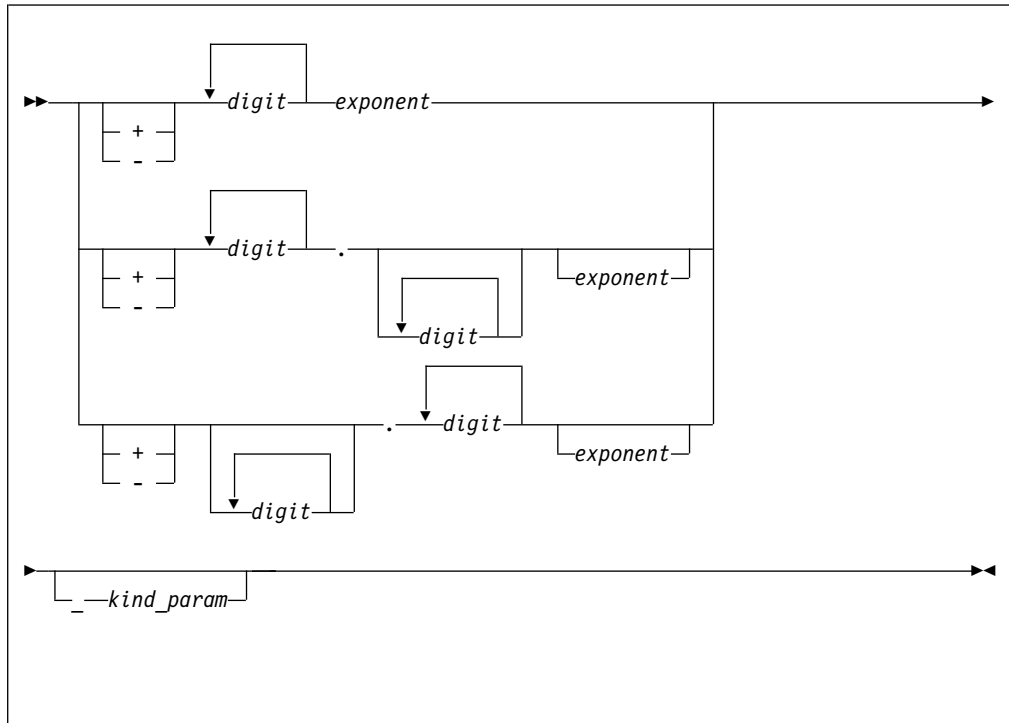 digit exponent
+
-
digit .
+ exponent
-
digit
. digit
+ exponent
-
digit
_ kind_param